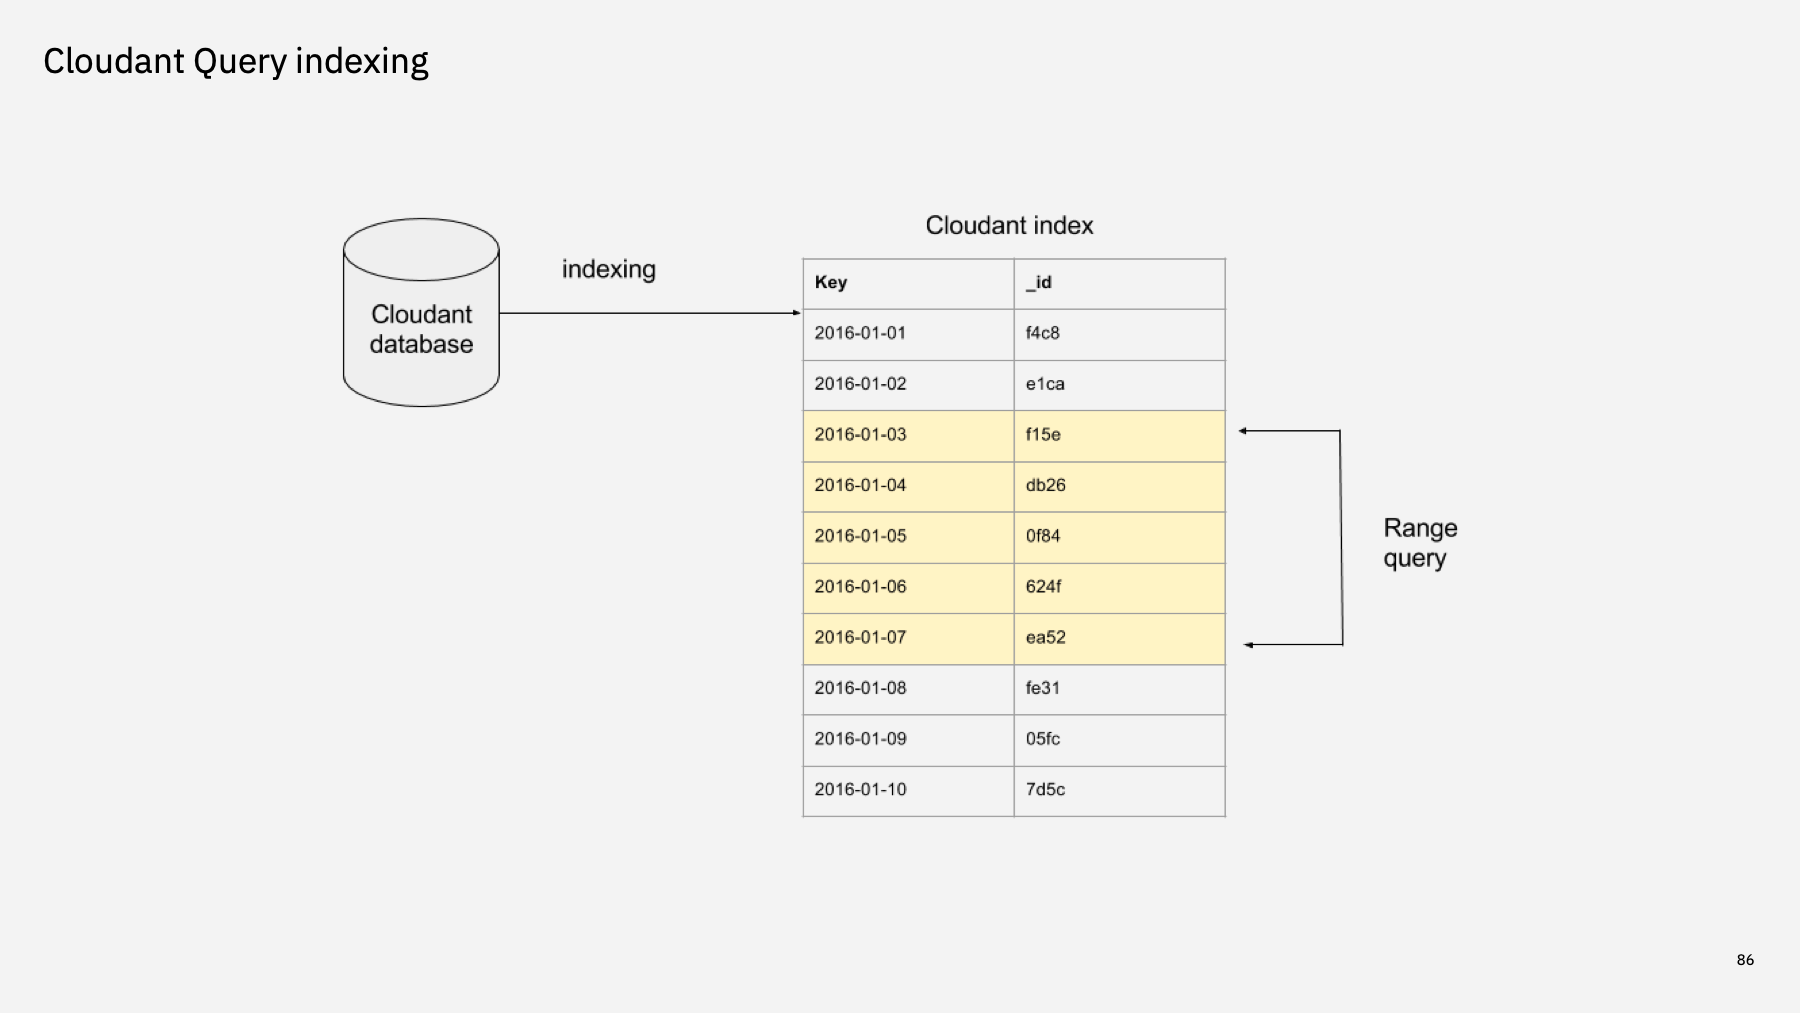 Cloudant Query indexing
Cloudant
database
indexing
Cloudant index
Key _id
2016-01-01 f4c8
2016-01-02 e1ca
2016-01-03 f15e
2016-01-04 db26
2016-01-05 0f84
2016-01-06 624f
2016-01-07 ea52
2016-01-08 fe31
2016-01-09 05fc
2016-01-10 7d5c
Range
query
86